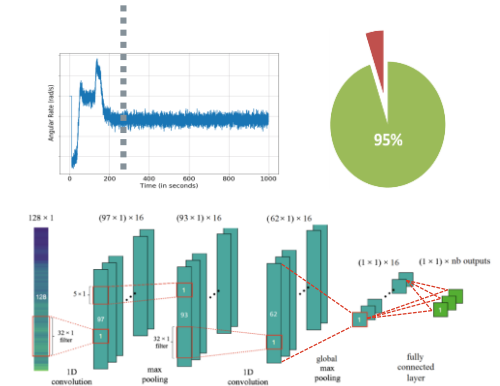 Angular Rate (rad/s)
0 200 400 600 800 1000
Time (in seconds)
95%
128 × 1
(97 × 1) × 16
(93 × 1) × 16
(62 × 1) × 16
(1 × 1) × 16
(1 × 1) × nb outputs
128
5 × 1
97
1
32 × 1
filter
1
93
32 × 1
filter
62
1
1
1
1D
convolution
max
pooling
1D
convolution
global
max
pooling
fully
connected
layer